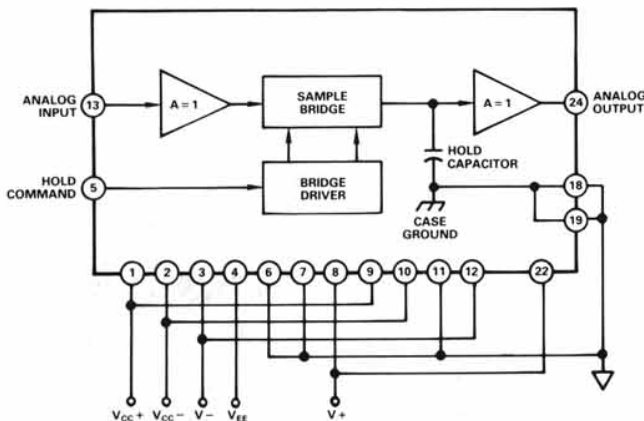 ANALOG
INPUT
13
A = 1
SAMPLE
BRIDGE
A = 1
24
ANALOG
OUTPUT
HOLD
CAPACITOR
HOLD
COMMAND
5
BRIDGE
DRIVER
CASE
GROUND
18
19
1 2 3 4 6 7 8 9 10 11 12 22
VCC+ VCC– V– VEE V+